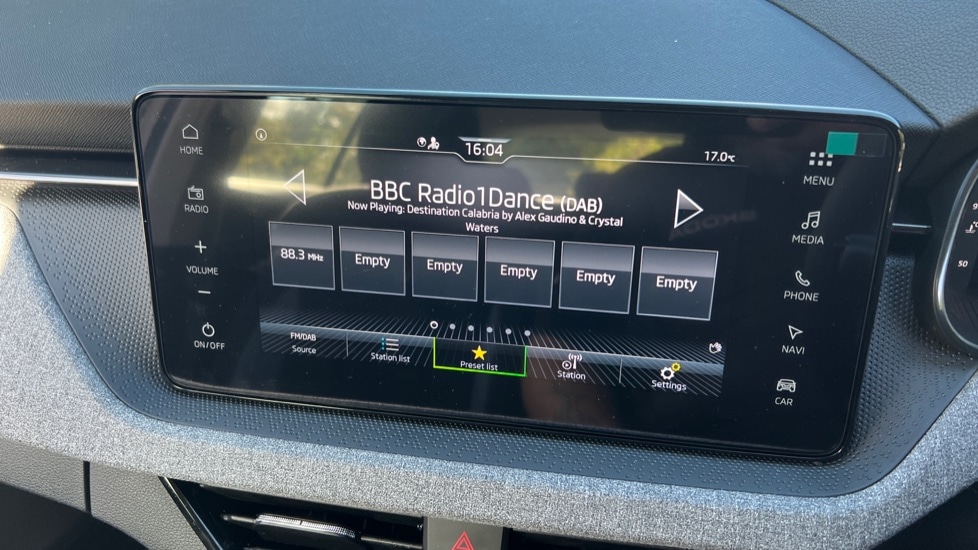 HOME
RADIO
+
VOLUME
−
ON/OFF
16:04
17.0°C
BBC Radio1Dance (DAB)
Now Playing: Destination Calabria by Alex Gaudino & Crystal
Waters
88.3 MHz
Empty
Empty
Empty
Empty
Empty
FM/DAB
Source
Station list
Preset list
Station
Settings
MENU
MEDIA
PHONE
NAVI
CAR
50